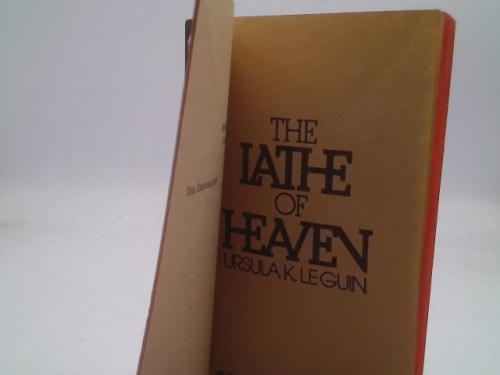 THE
LATHE
OF
HEAVEN
URSULA K. LE GUIN